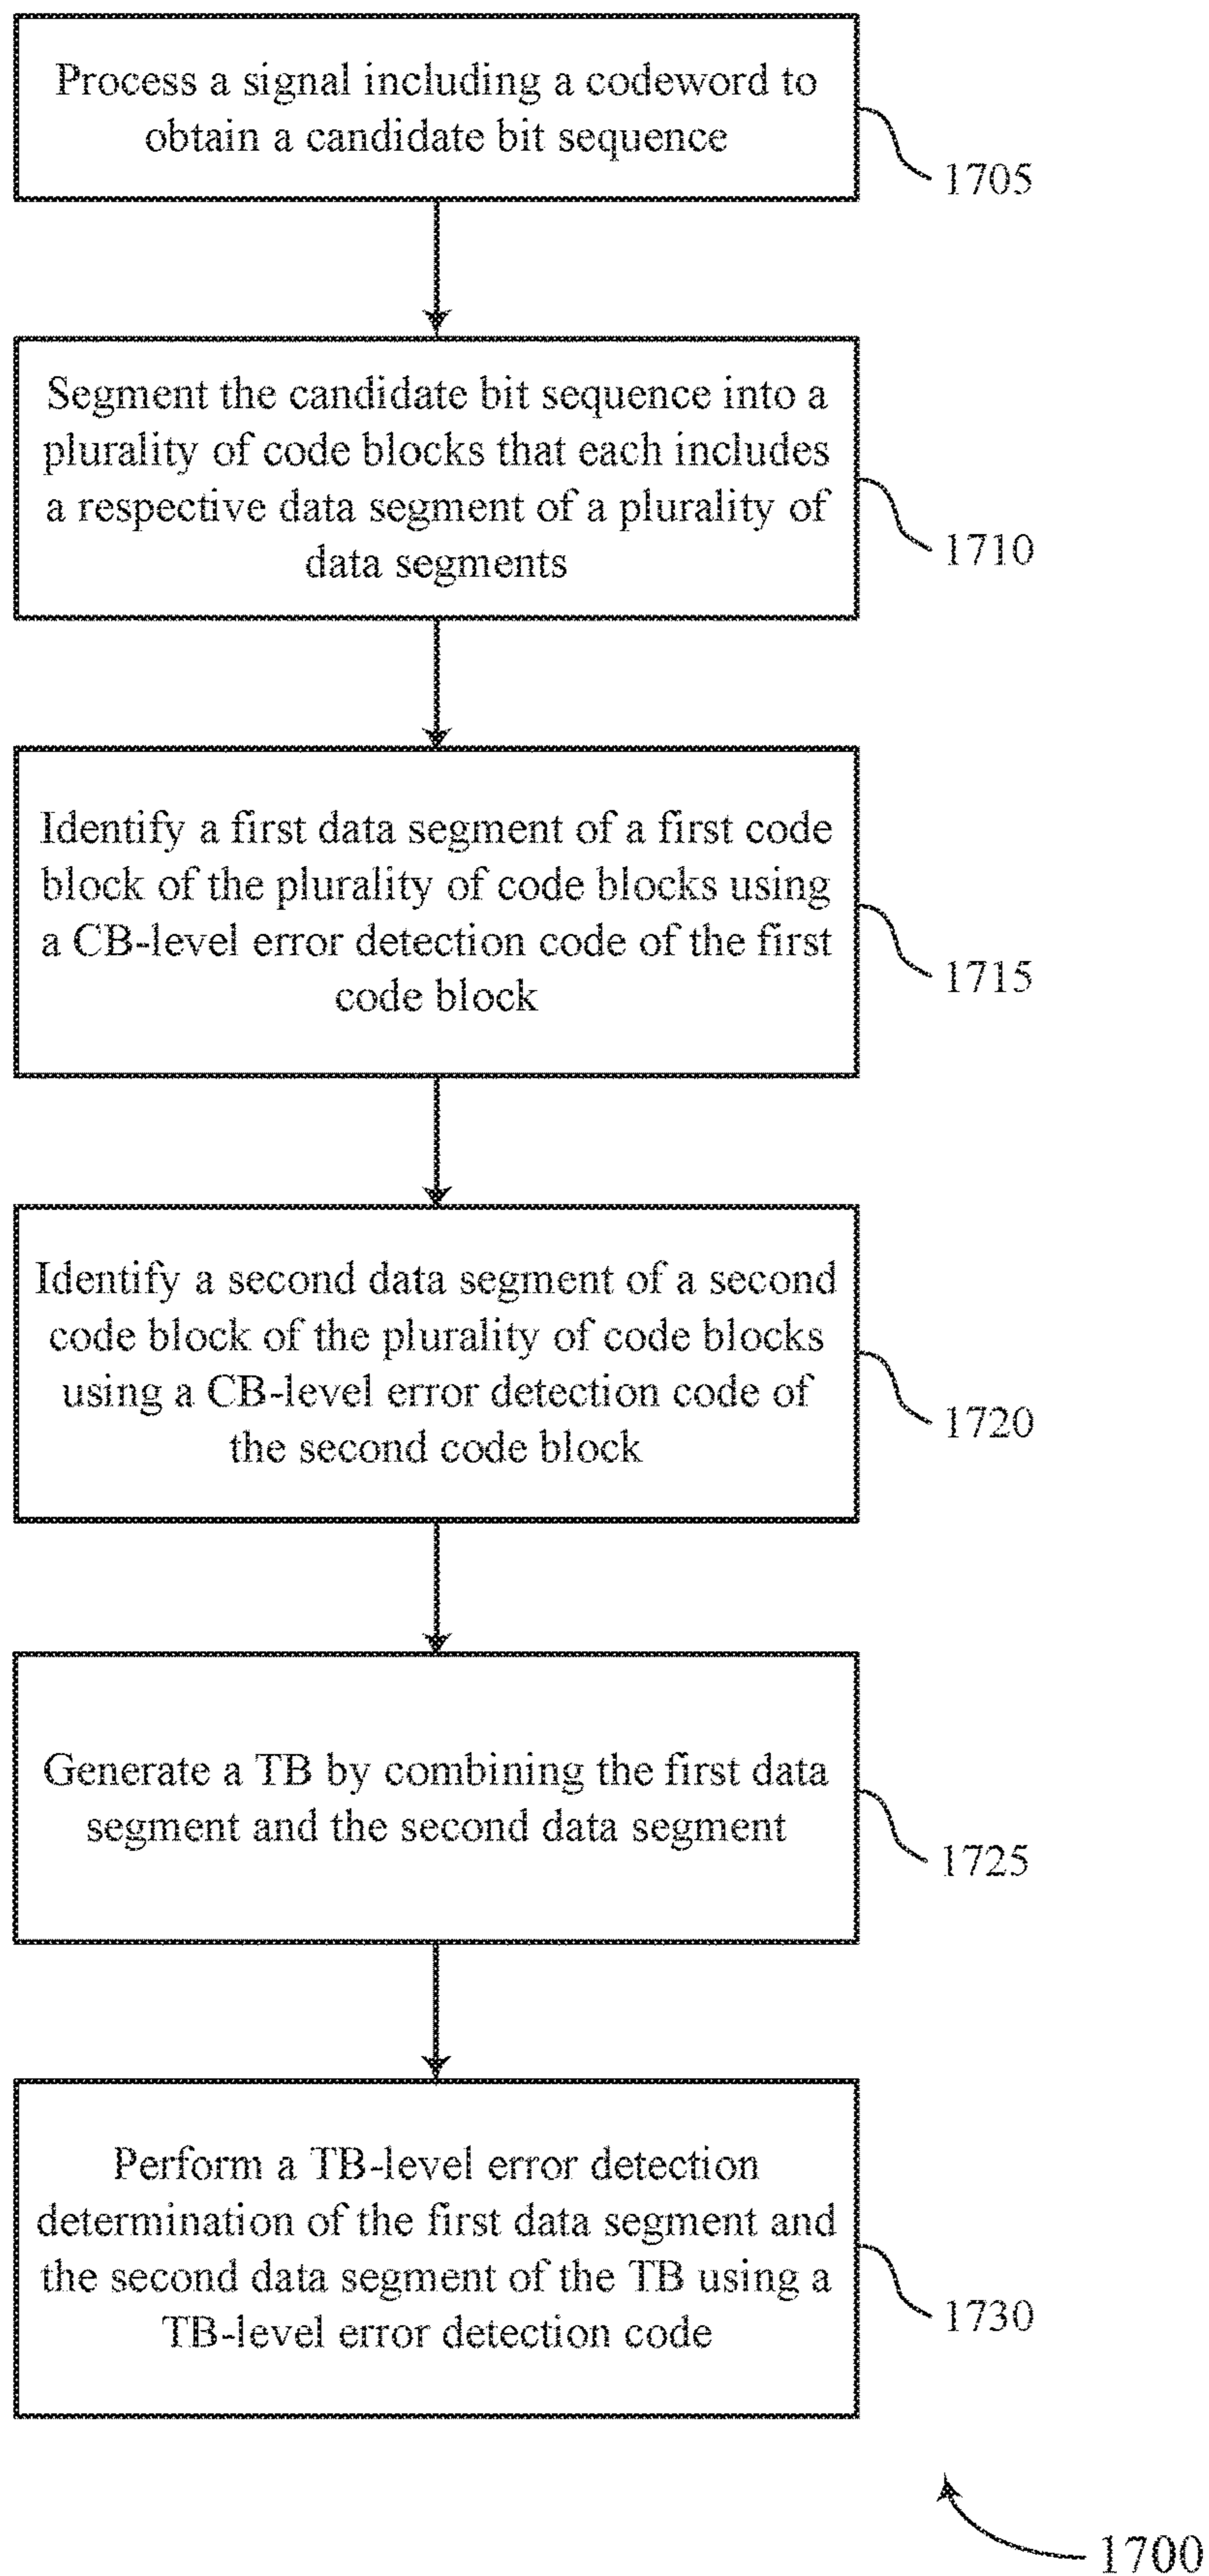 Process a signal including a codeword to
obtain a candidate bit sequence
1705
Segment the candidate bit sequence into a
plurality of code blocks that each includes
a respective data segment of a plurality of
data segments
1710
Identify a first data segment of a first code
block of the plurality of code blocks using
a CB-level error detection code of the first
code block
1715
Identify a second data segment of a second
code block of the plurality of code blocks
using a CB-level error detection code of
the second code block
1720
Generate a TB by combining the first data
segment and the second data segment
1725
Perform a TB-level error detection
determination of the first data segment and
the second data segment of the TB using a
TB-level error detection code
1730
1700